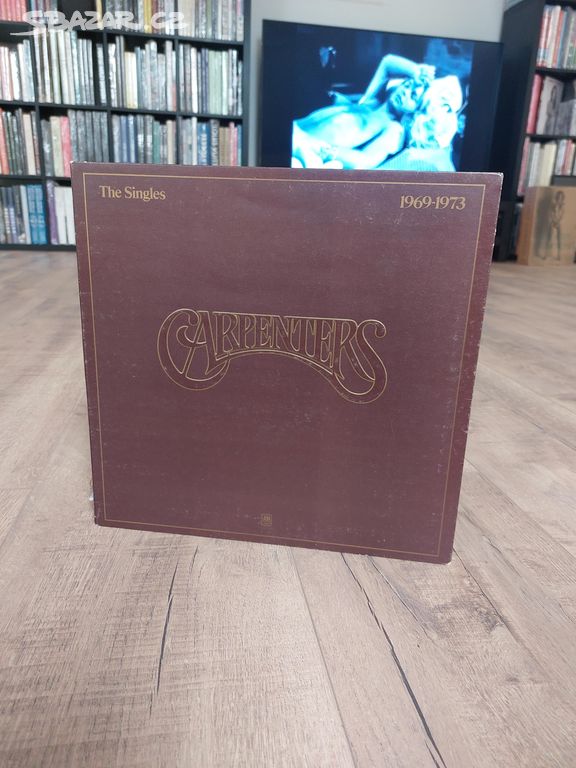 SBAZAR.CZ
The Singles
1969-1973
CARPENTERS